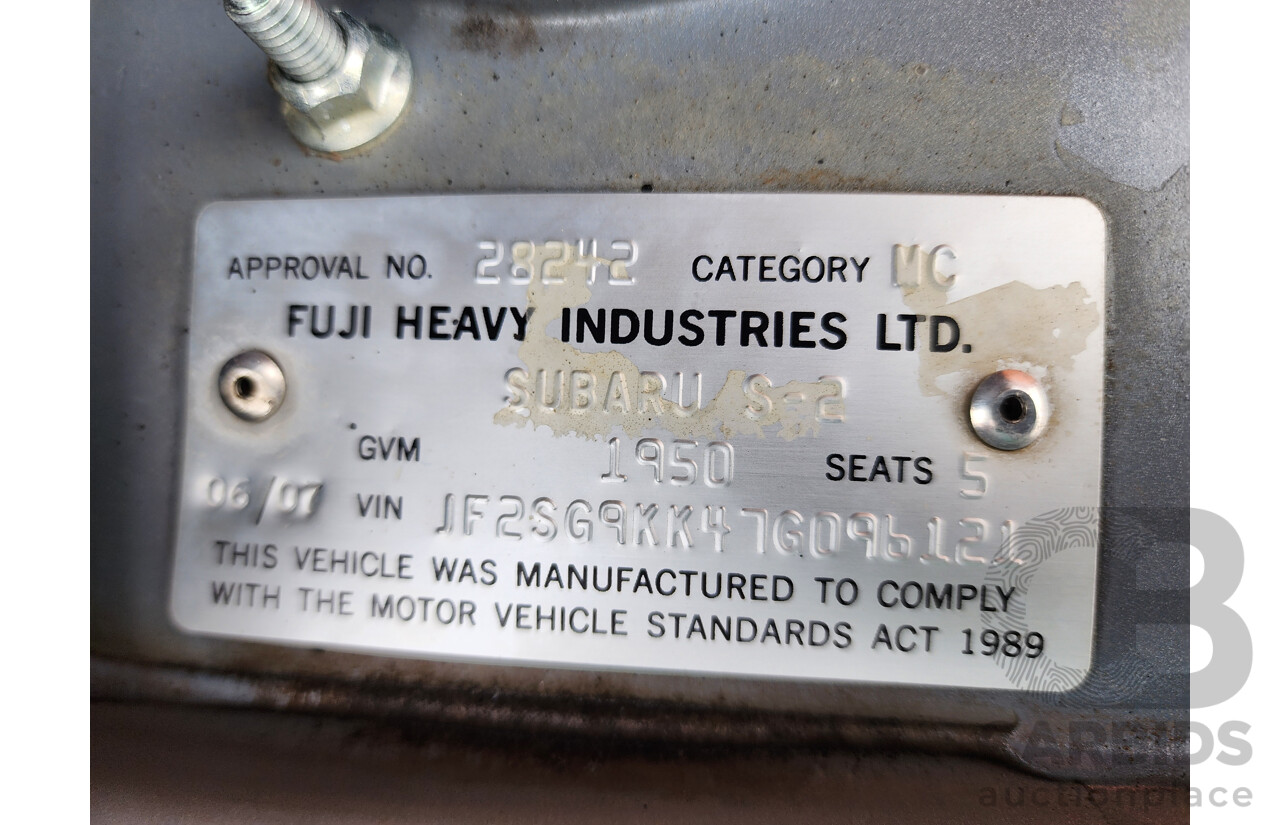 APPROVAL NO. 28242 CATEGORY MC
FUJI HEAVY INDUSTRIES LTD.
SUBARU S-2
GVM 1950 SEATS 5
06/07 VIN JF2SG9KK47G096121
THIS VEHICLE WAS MANUFACTURED TO COMPLY
WITH THE MOTOR VEHICLE STANDARDS ACT 1989
B
ARBIDS
auctionplace